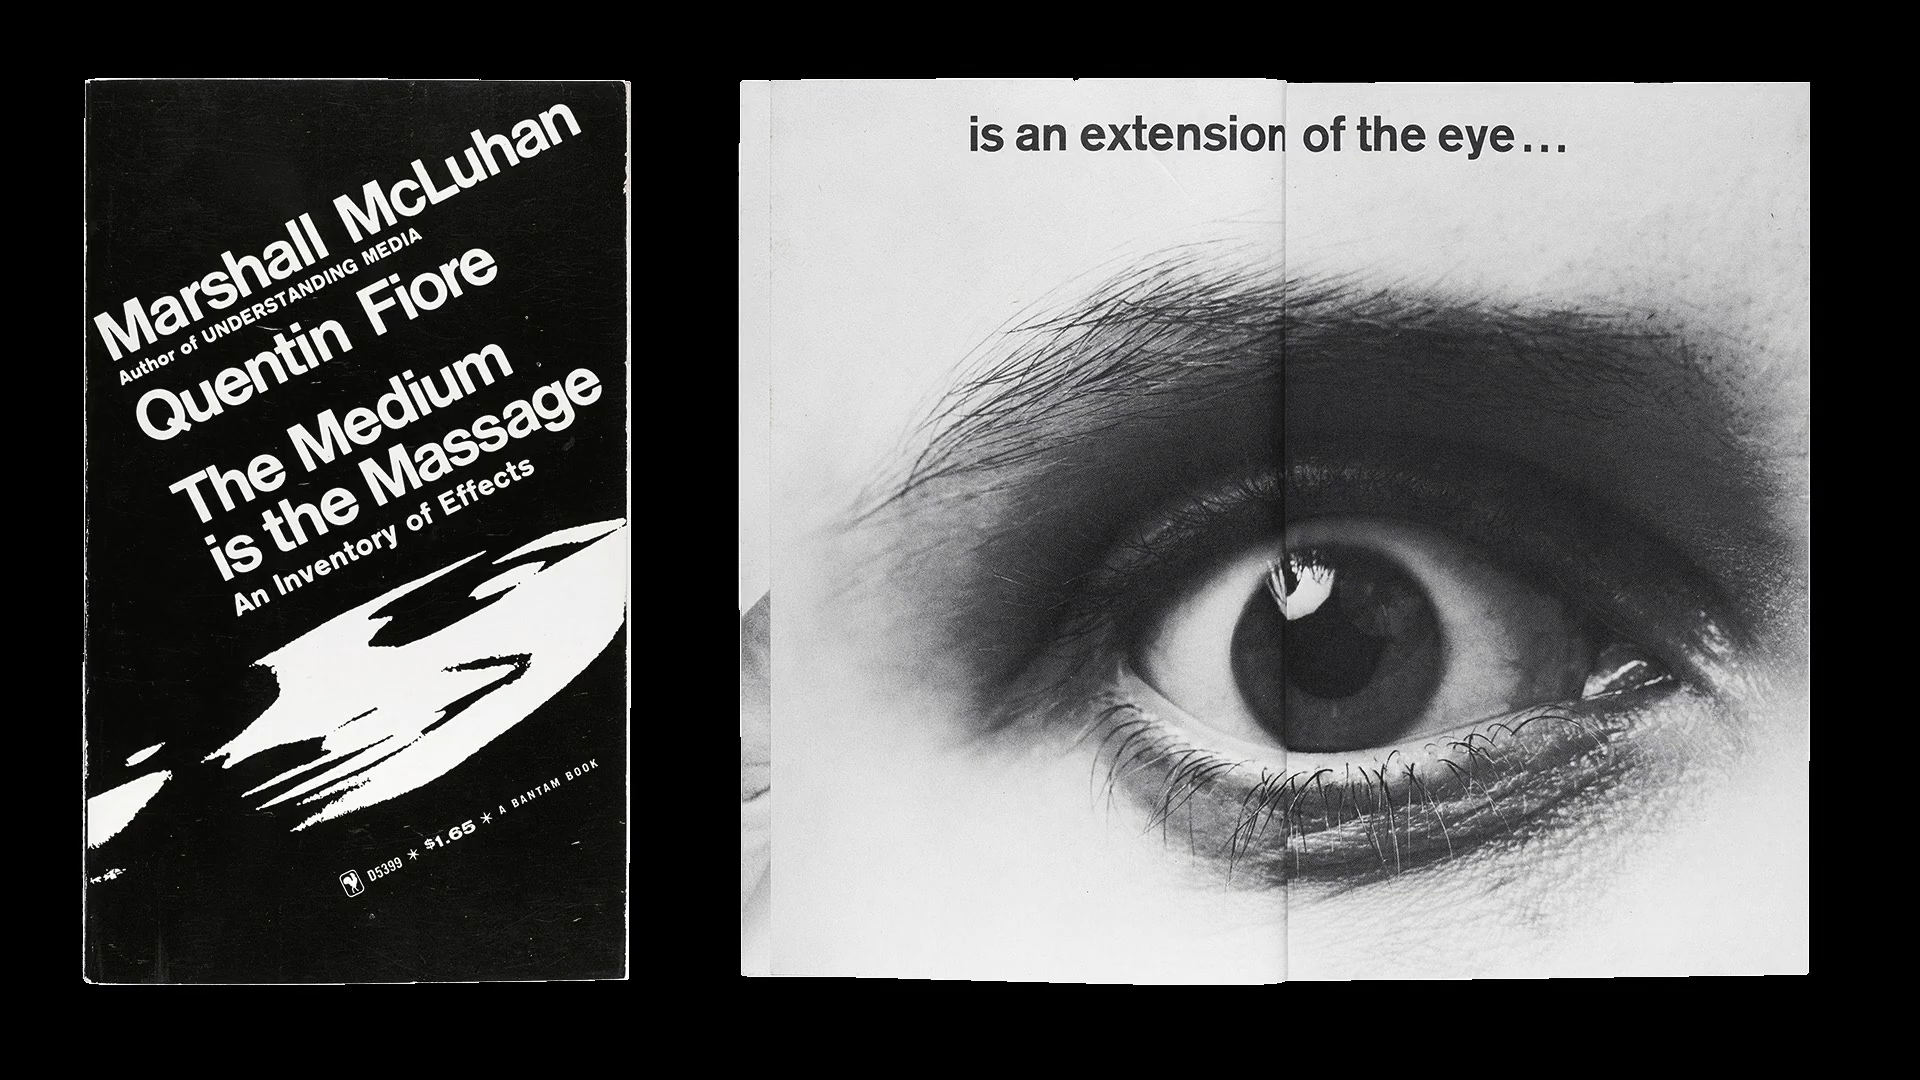 Marshall McLuhan
Author of UNDERSTANDING MEDIA
Quentin Fiore
The Medium
is the Massage
An Inventory of Effects
D5399 * $1.65 * A BANTAM BOOK
is an extension of the eye...